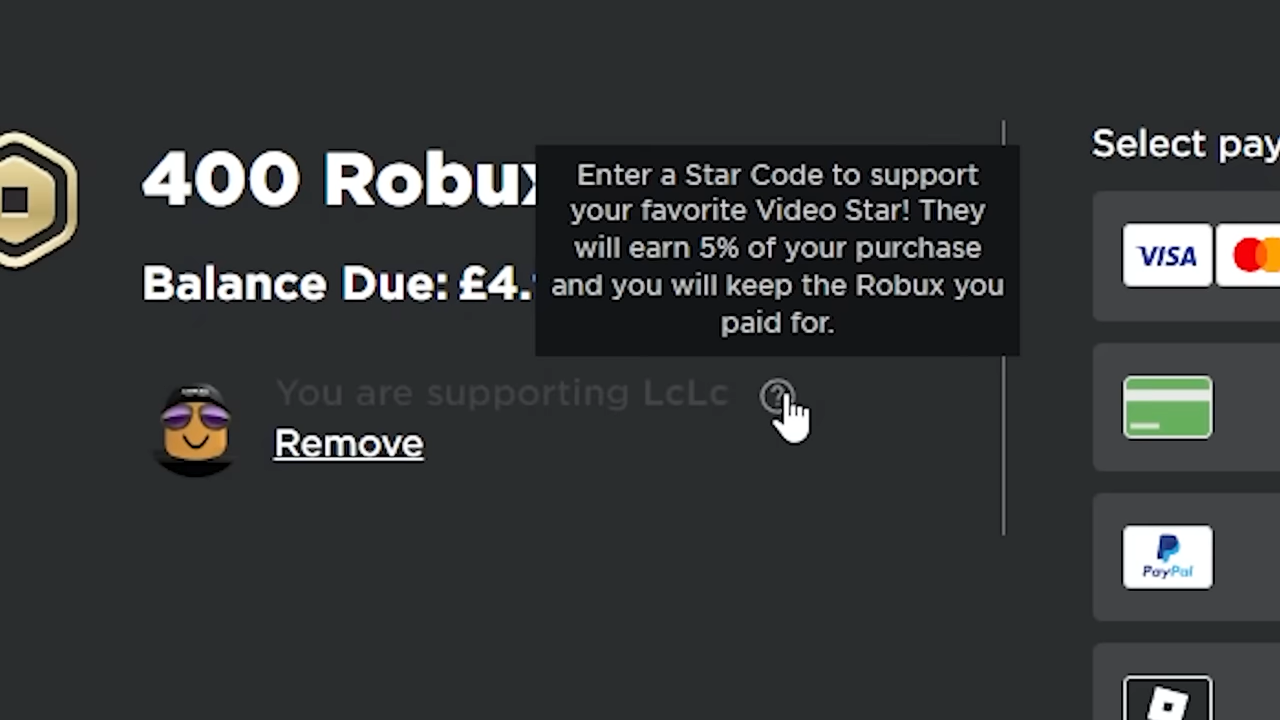 400 Robux
Balance Due: £4.
Enter a Star Code to support
your favorite Video Star! They
will earn 5% of your purchase
and you will keep the Robux you
paid for.
You are supporting LcLc
Remove
Select pay
VISA
PayPal